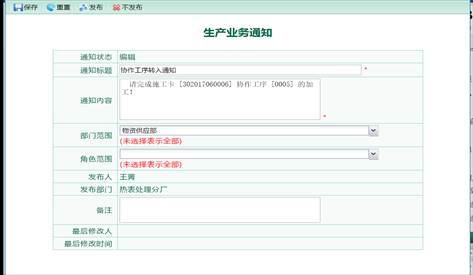 保存 重置 发布 不发布
生产业务通知
通知状态 编辑
通知标题 协作工序转入通知 *
通知内容 请完成施工卡 [302017060006] 协作工序 [0005] 的加
工! *
部门范围 物资供应部
(未选择表示全部)
角色范围
(未选择表示全部)
发布人 王菁
发布部门 热表处理分厂
备注
最后修改人
最后修改时间